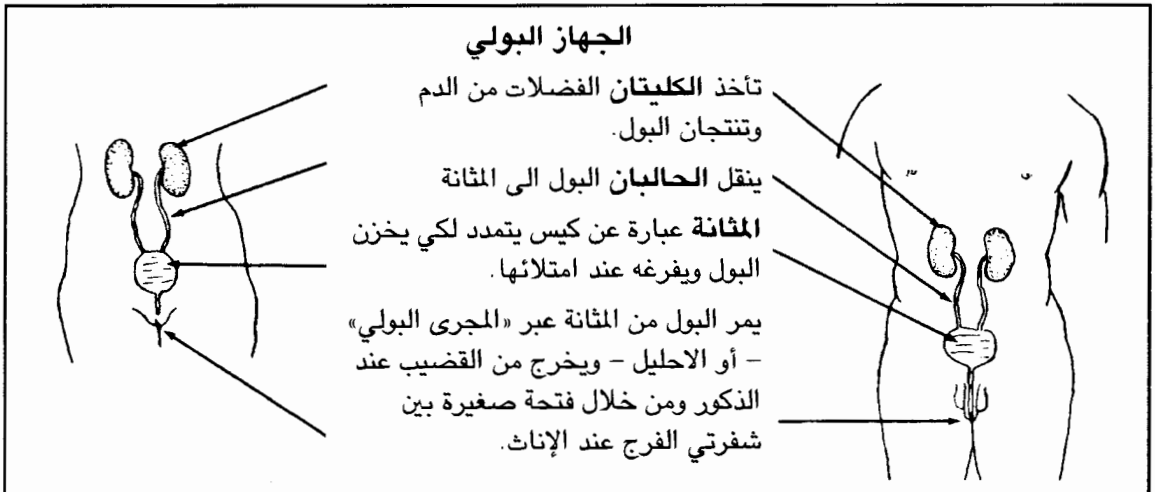 الجهاز البولي
تأخذ الكليتان الفضلات من الدم
وتنتجان البول.
ينقل الحالبان البول الى المثانة
المثانة عبارة عن كيس يتمدد لكي يخزن
البول ويفرغه عند امتلائها.
يمر البول من المثانة عبر «المجرى البولي»
– أو الاحليل – ويخرج من القضيب عند
الذكور ومن خلال فتحة صغيرة بين
شفرتي الفرج عند الإناث.